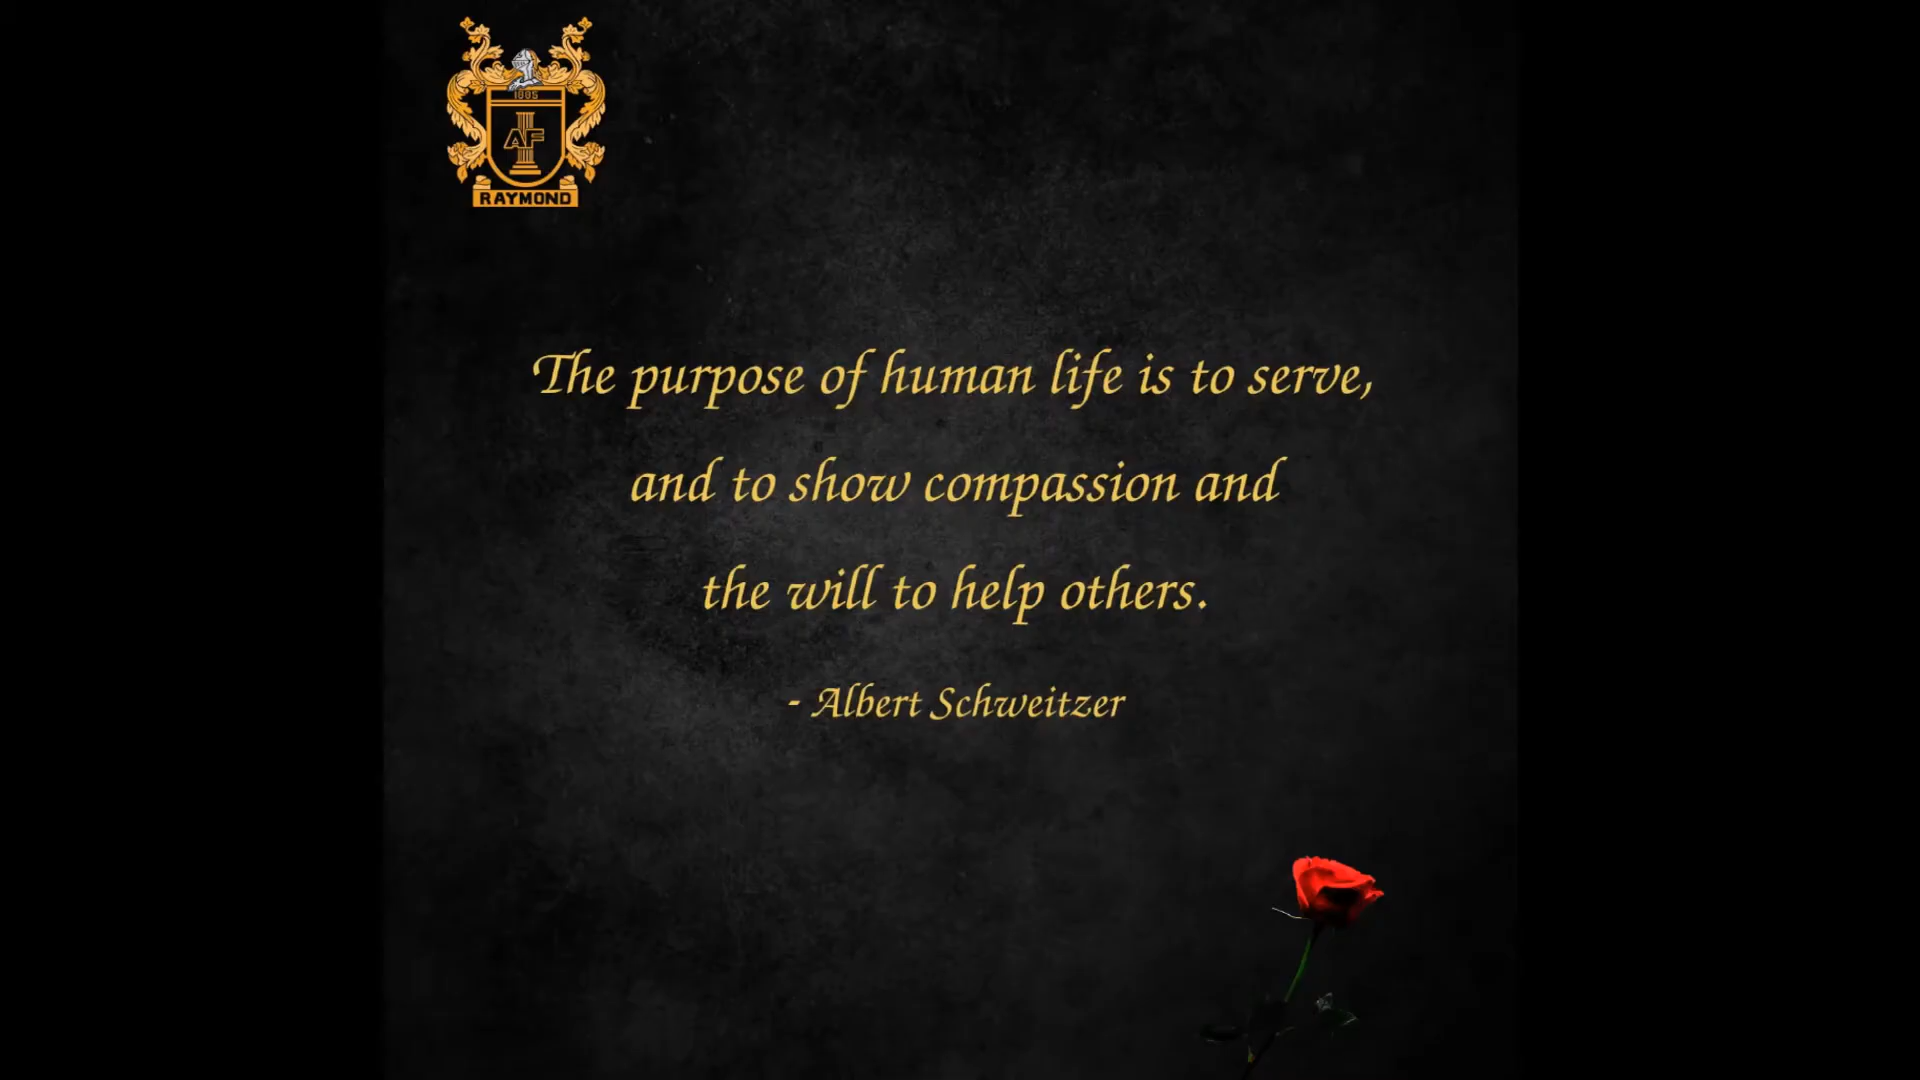 AF
RAYMOND
The purpose of human life is to serve,
and to show compassion and
the will to help others.
- Albert Schweitzer